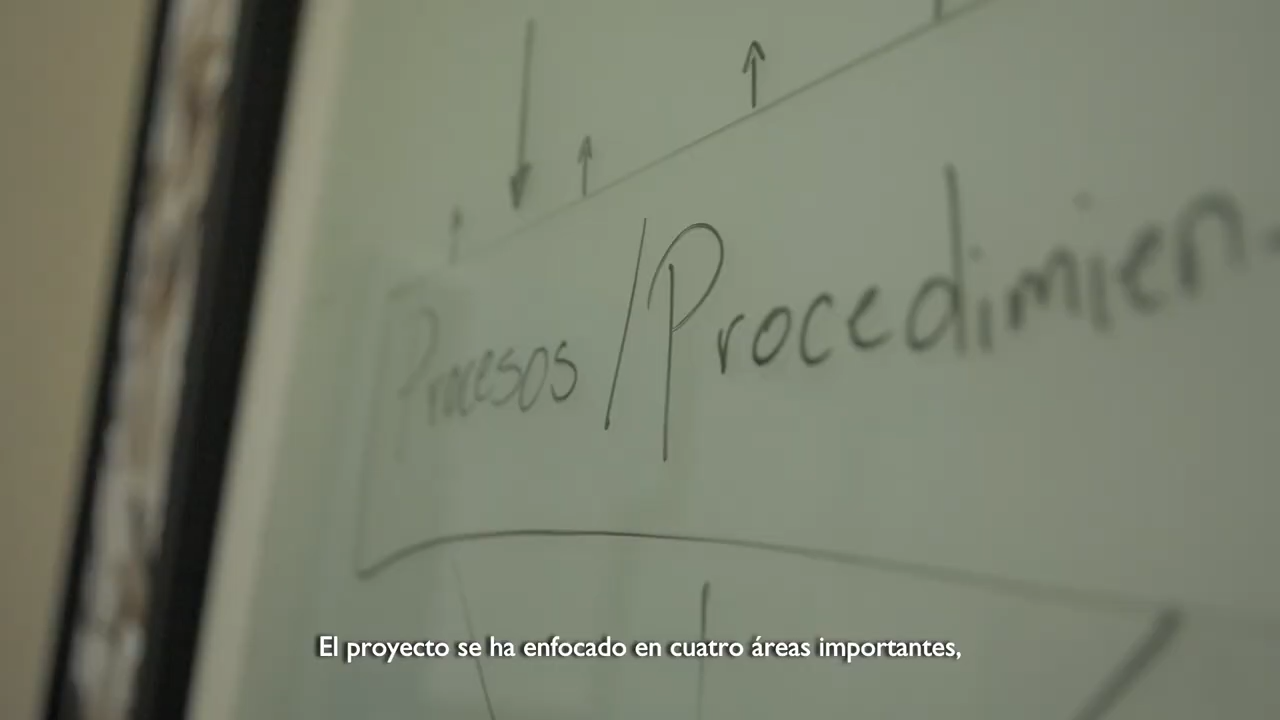 Procesos/Procedimien
El proyecto se ha enfocado en cuatro áreas importantes,